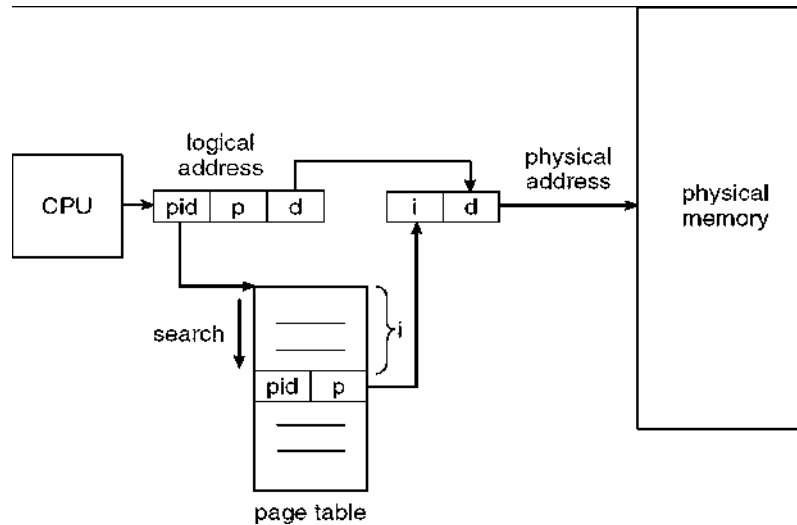 logical
address
physical
address
CPU
pid p d
i d
physical
memory
search
i
pid p
page table